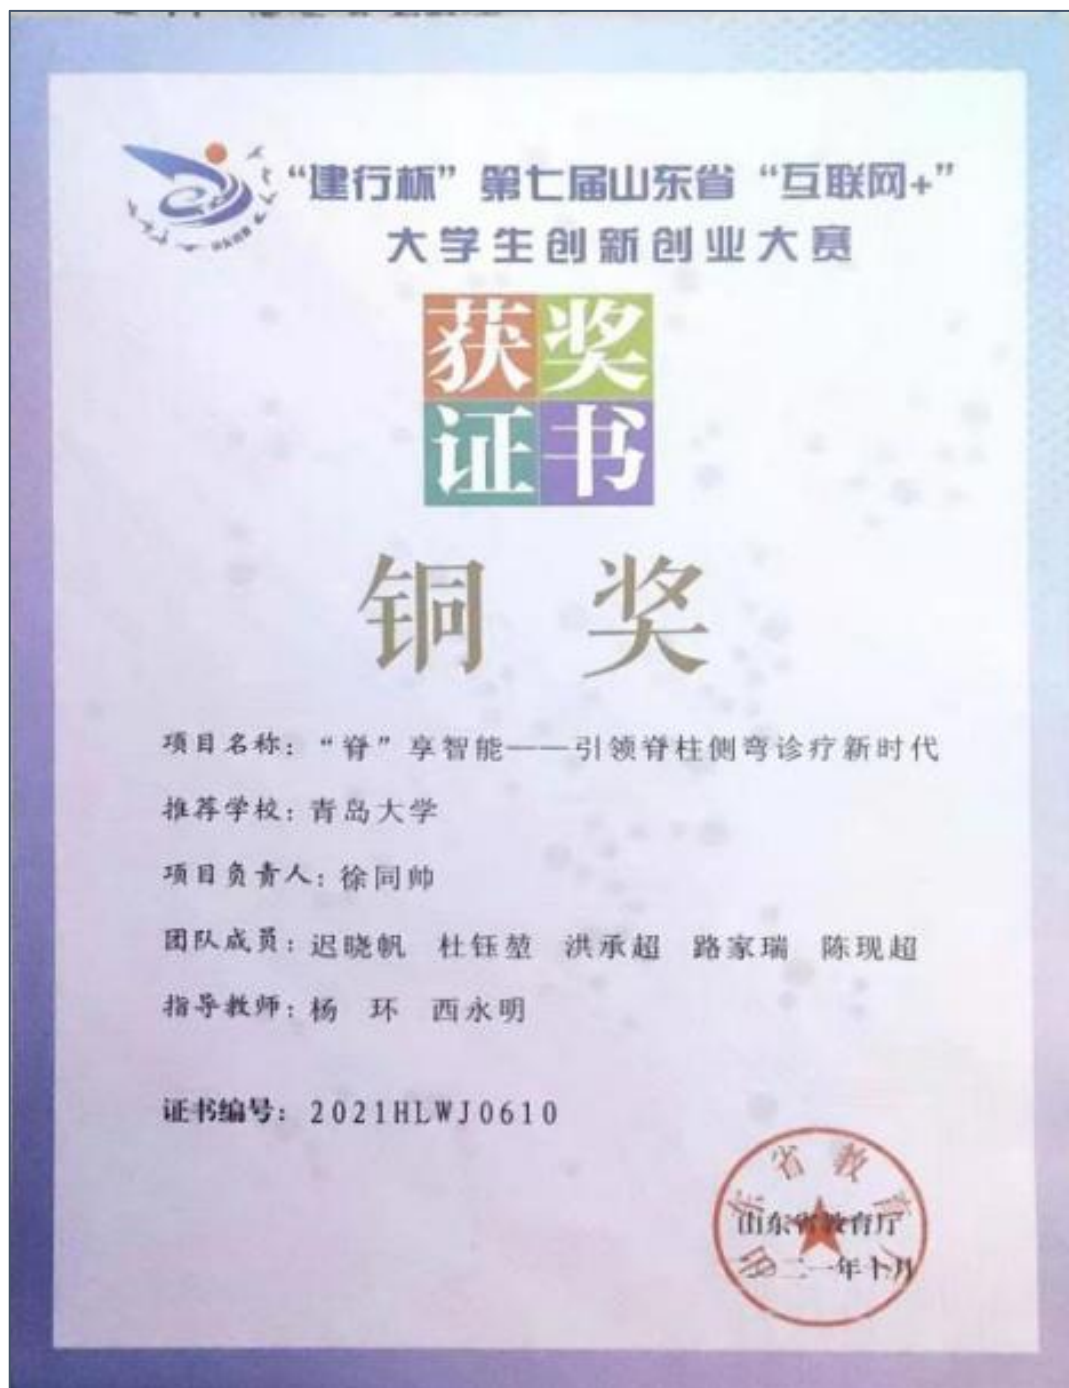 “建行杯”第七届山东省“互联网+”
大学生创新创业大赛
获奖
证书
铜 奖
项目名称：“脊”享智能——引领脊柱侧弯诊疗新时代
推荐学校：青岛大学
项目负责人：徐同帅
团队成员：迟晓帆 杜钰堃 洪承超 路家瑞 陈现超
指导教师：杨 环 西永明
证书编号：2021HLWJ0610
山东省教育厅
二一年十月